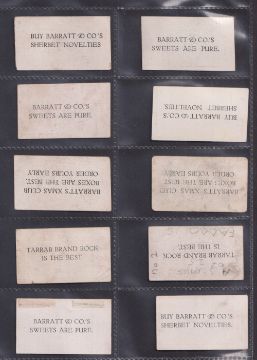 BUY BARRATT & CO.'S
SHERBET NOVELTIES
BARRATT & CO.'S
SWEETS ARE PURE.
BARRATT & CO.'S
SWEETS ARE PURE.
BUY BARRATT & CO.'S
SHERBET NOVELTIES.
BARRATT'S XMAS CLUB
BOXES ARE THE BEST.
ORDER YOURS EARLY
BARRATT'S XMAS CLUB
BOXES ARE THE BEST
ORDER YOURS EARLY
TARRAB BRAND ROCK
IS THE BEST
TARRAB BRAND ROCK
IS THE BEST.
BARRATT & CO.'S
SWEETS ARE PURE.
BUY BARRATT & CO.'S
SHERBET NOVELTIES.